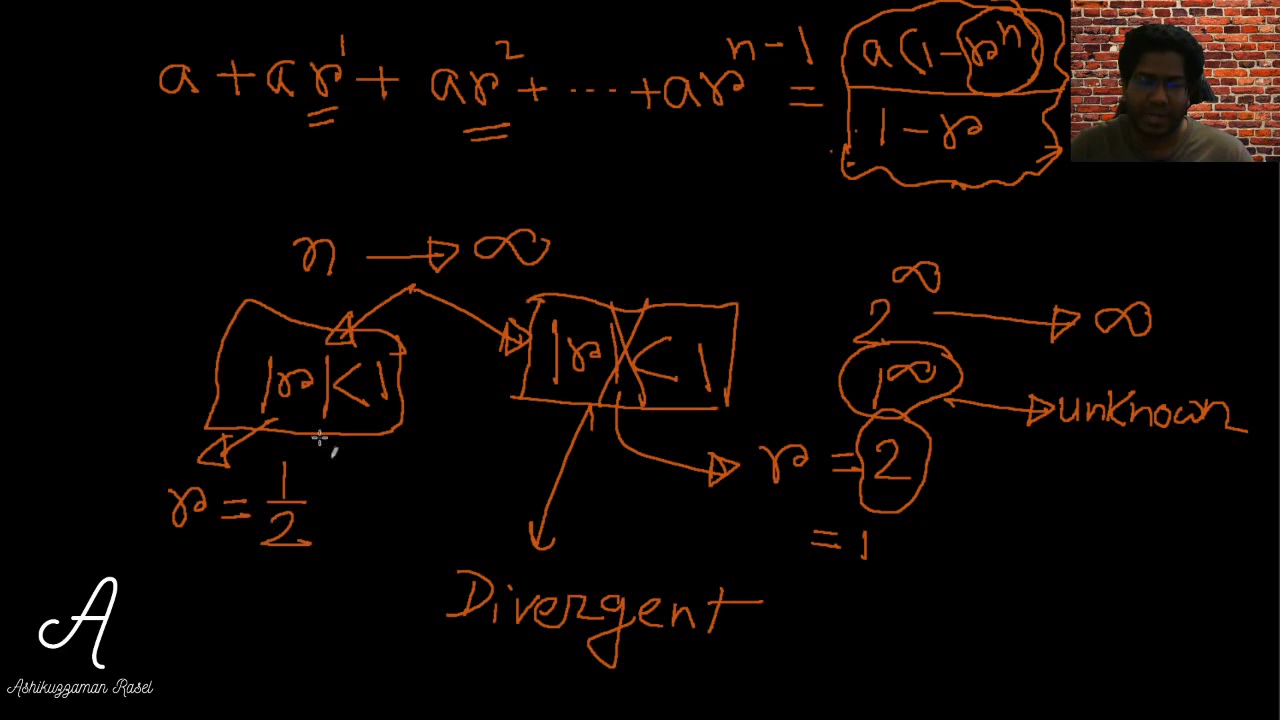 a + ar¹ + ar² + ⋯ + arⁿ⁻¹ = a(1-rⁿ) / 1-r
n → ∞
|r|<1
|r|<1
2^∞ → ∞
1^∞ → unknown
r = 2
= 1
r = 1/2
Divergent
A
Ashikuzzaman Rasel